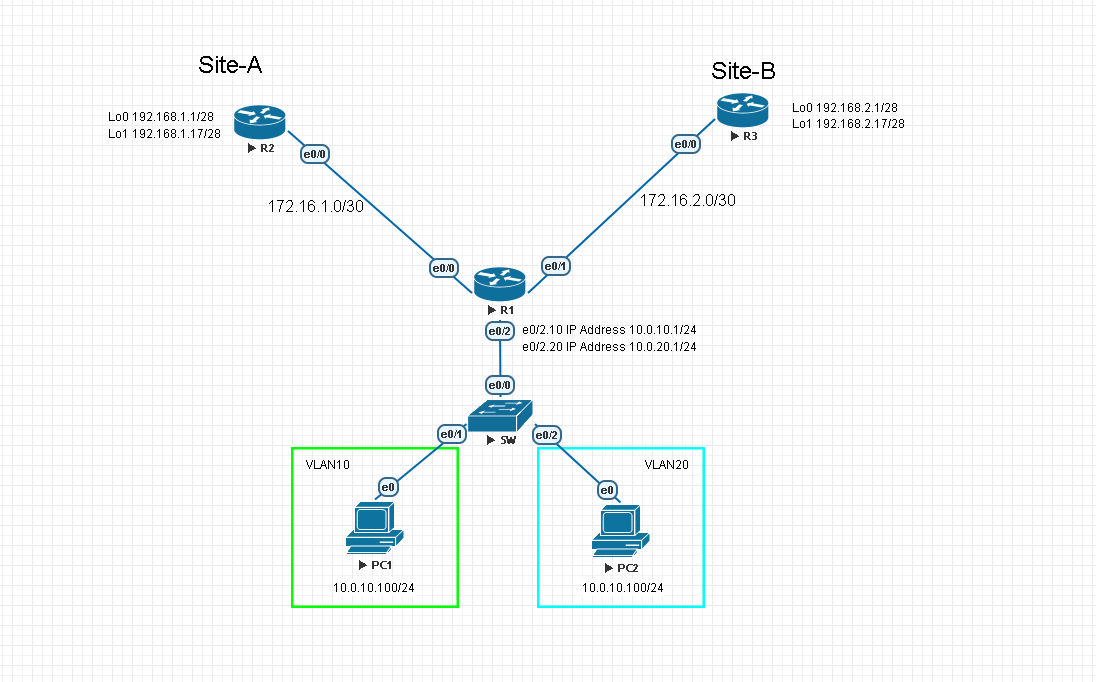 Site-A
Site-B
Lo0 192.168.1.1/28
Lo1 192.168.1.17/28
R2
e0/0
Lo0 192.168.2.1/28
Lo1 192.168.2.17/28
R3
e0/0
172.16.1.0/30
172.16.2.0/30
e0/0
e0/1
R1
e0/2
e0/2.10 IP Address 10.0.10.1/24
e0/2.20 IP Address 10.0.20.1/24
e0/0
SW
e0/1
e0/2
VLAN10
VLAN20
e0
e0
PC1
PC2
10.0.10.100/24
10.0.10.100/24